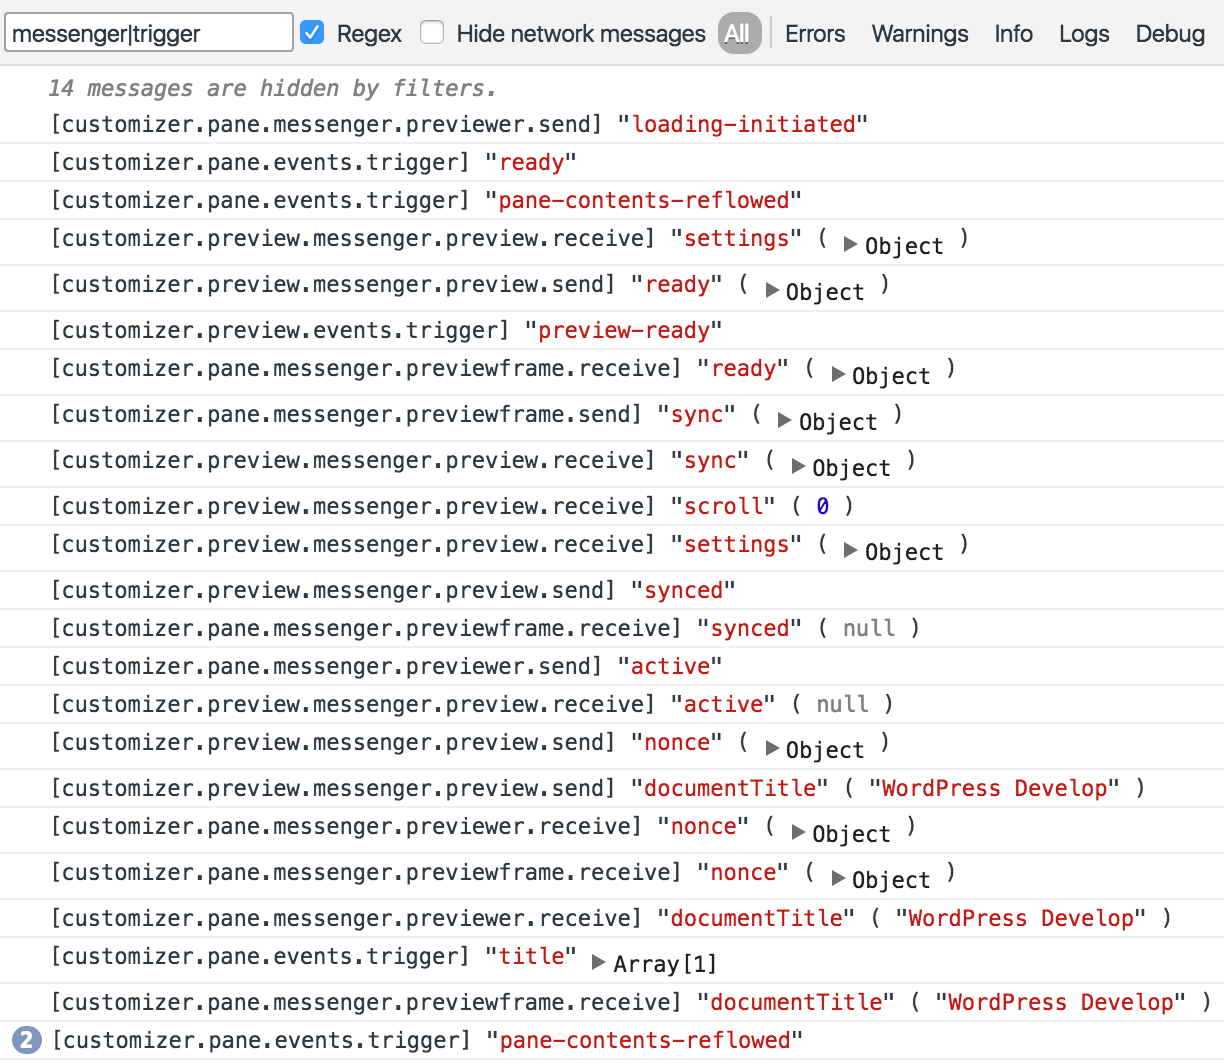 messenger|trigger Regex Hide network messages All Errors Warnings Info Logs Debug
14 messages are hidden by filters.
[customizer.pane.messenger.previewer.send] "loading-initiated"
[customizer.pane.events.trigger] "ready"
[customizer.pane.events.trigger] "pane-contents-reflowed"
[customizer.preview.messenger.preview.receive] "settings" ( ▶ Object )
[customizer.preview.messenger.preview.send] "ready" ( ▶ Object )
[customizer.preview.events.trigger] "preview-ready"
[customizer.pane.messenger.previewframe.receive] "ready" ( ▶ Object )
[customizer.pane.messenger.previewframe.send] "sync" ( ▶ Object )
[customizer.preview.messenger.preview.receive] "sync" ( ▶ Object )
[customizer.preview.messenger.preview.receive] "scroll" ( 0 )
[customizer.preview.messenger.preview.receive] "settings" ( ▶ Object )
[customizer.preview.messenger.preview.send] "synced"
[customizer.pane.messenger.previewframe.receive] "synced" ( null )
[customizer.pane.messenger.previewer.send] "active"
[customizer.preview.messenger.preview.receive] "active" ( null )
[customizer.preview.messenger.preview.send] "nonce" ( ▶ Object )
[customizer.preview.messenger.preview.send] "documentTitle" ( "WordPress Develop" )
[customizer.pane.messenger.previewer.receive] "nonce" ( ▶ Object )
[customizer.pane.messenger.previewframe.receive] "nonce" ( ▶ Object )
[customizer.pane.messenger.previewer.receive] "documentTitle" ( "WordPress Develop" )
[customizer.pane.events.trigger] "title" ▶ Array[1]
[customizer.pane.messenger.previewframe.receive] "documentTitle" ( "WordPress Develop" )
2 [customizer.pane.events.trigger] "pane-contents-reflowed"